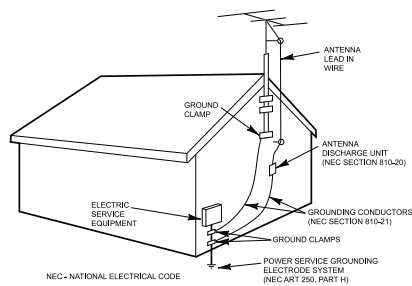 ANTENNA
LEAD IN
WIRE
GROUND
CLAMP
ANTENNA
DISCHARGE UNIT
(NEC SECTION 810-20)
ELECTRIC
SERVICE
EQUIPMENT
GROUNDING CONDUCTORS
(NEC SECTION 810-21)
GROUND CLAMPS
POWER SERVICE GROUNDING
ELECTRODE SYSTEM
(NEC ART 250, PART H)
NEC - NATIONAL ELECTRICAL CODE